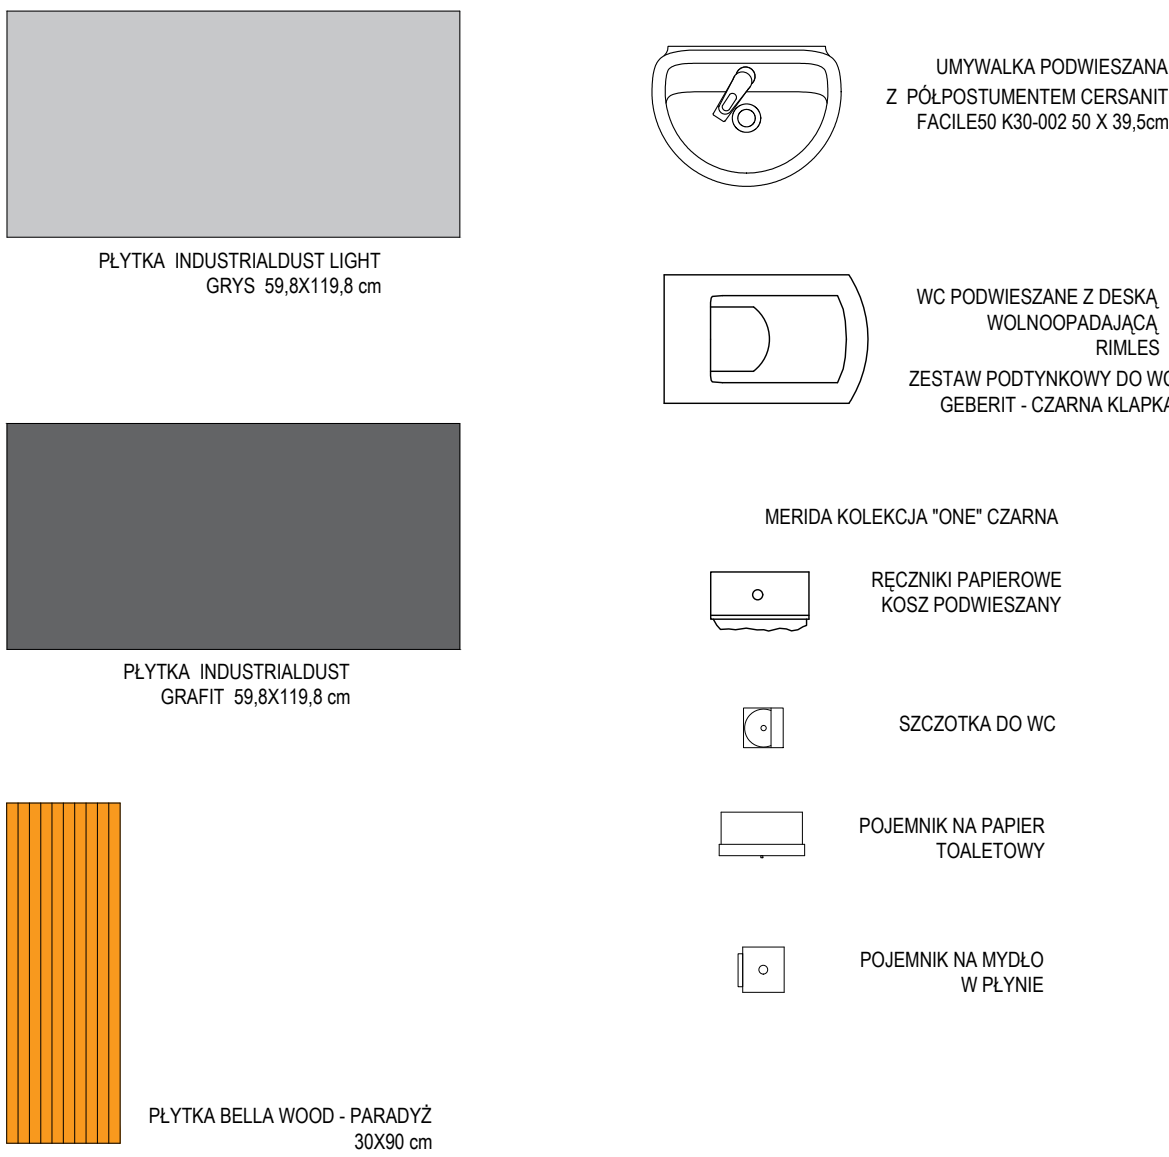 PŁYTKA INDUSTRIALDUST LIGHT
GRYS 59,8X119,8 cm
PŁYTKA INDUSTRIALDUST
GRAFIT 59,8X119,8 cm
PŁYTKA BELLA WOOD - PARADYŻ
30X90 cm
UMYWALKA PODWIESZANA
Z PÓŁPOSTUMENTEM CERSANIT
FACILE50 K30-002 50 X 39,5cm
WC PODWIESZANE Z DESKĄ
WOLNOOPADAJĄCĄ
RIMLES
ZESTAW PODTYNKOWY DO WC
GEBERIT - CZARNA KLAPKA
MERIDA KOLEKCJA "ONE" CZARNA
RĘCZNIKI PAPIEROWE
KOSZ PODWIESZANY
SZCZOTKA DO WC
POJEMNIK NA PAPIER
TOALETOWY
POJEMNIK NA MYDŁO
W PŁYNIE